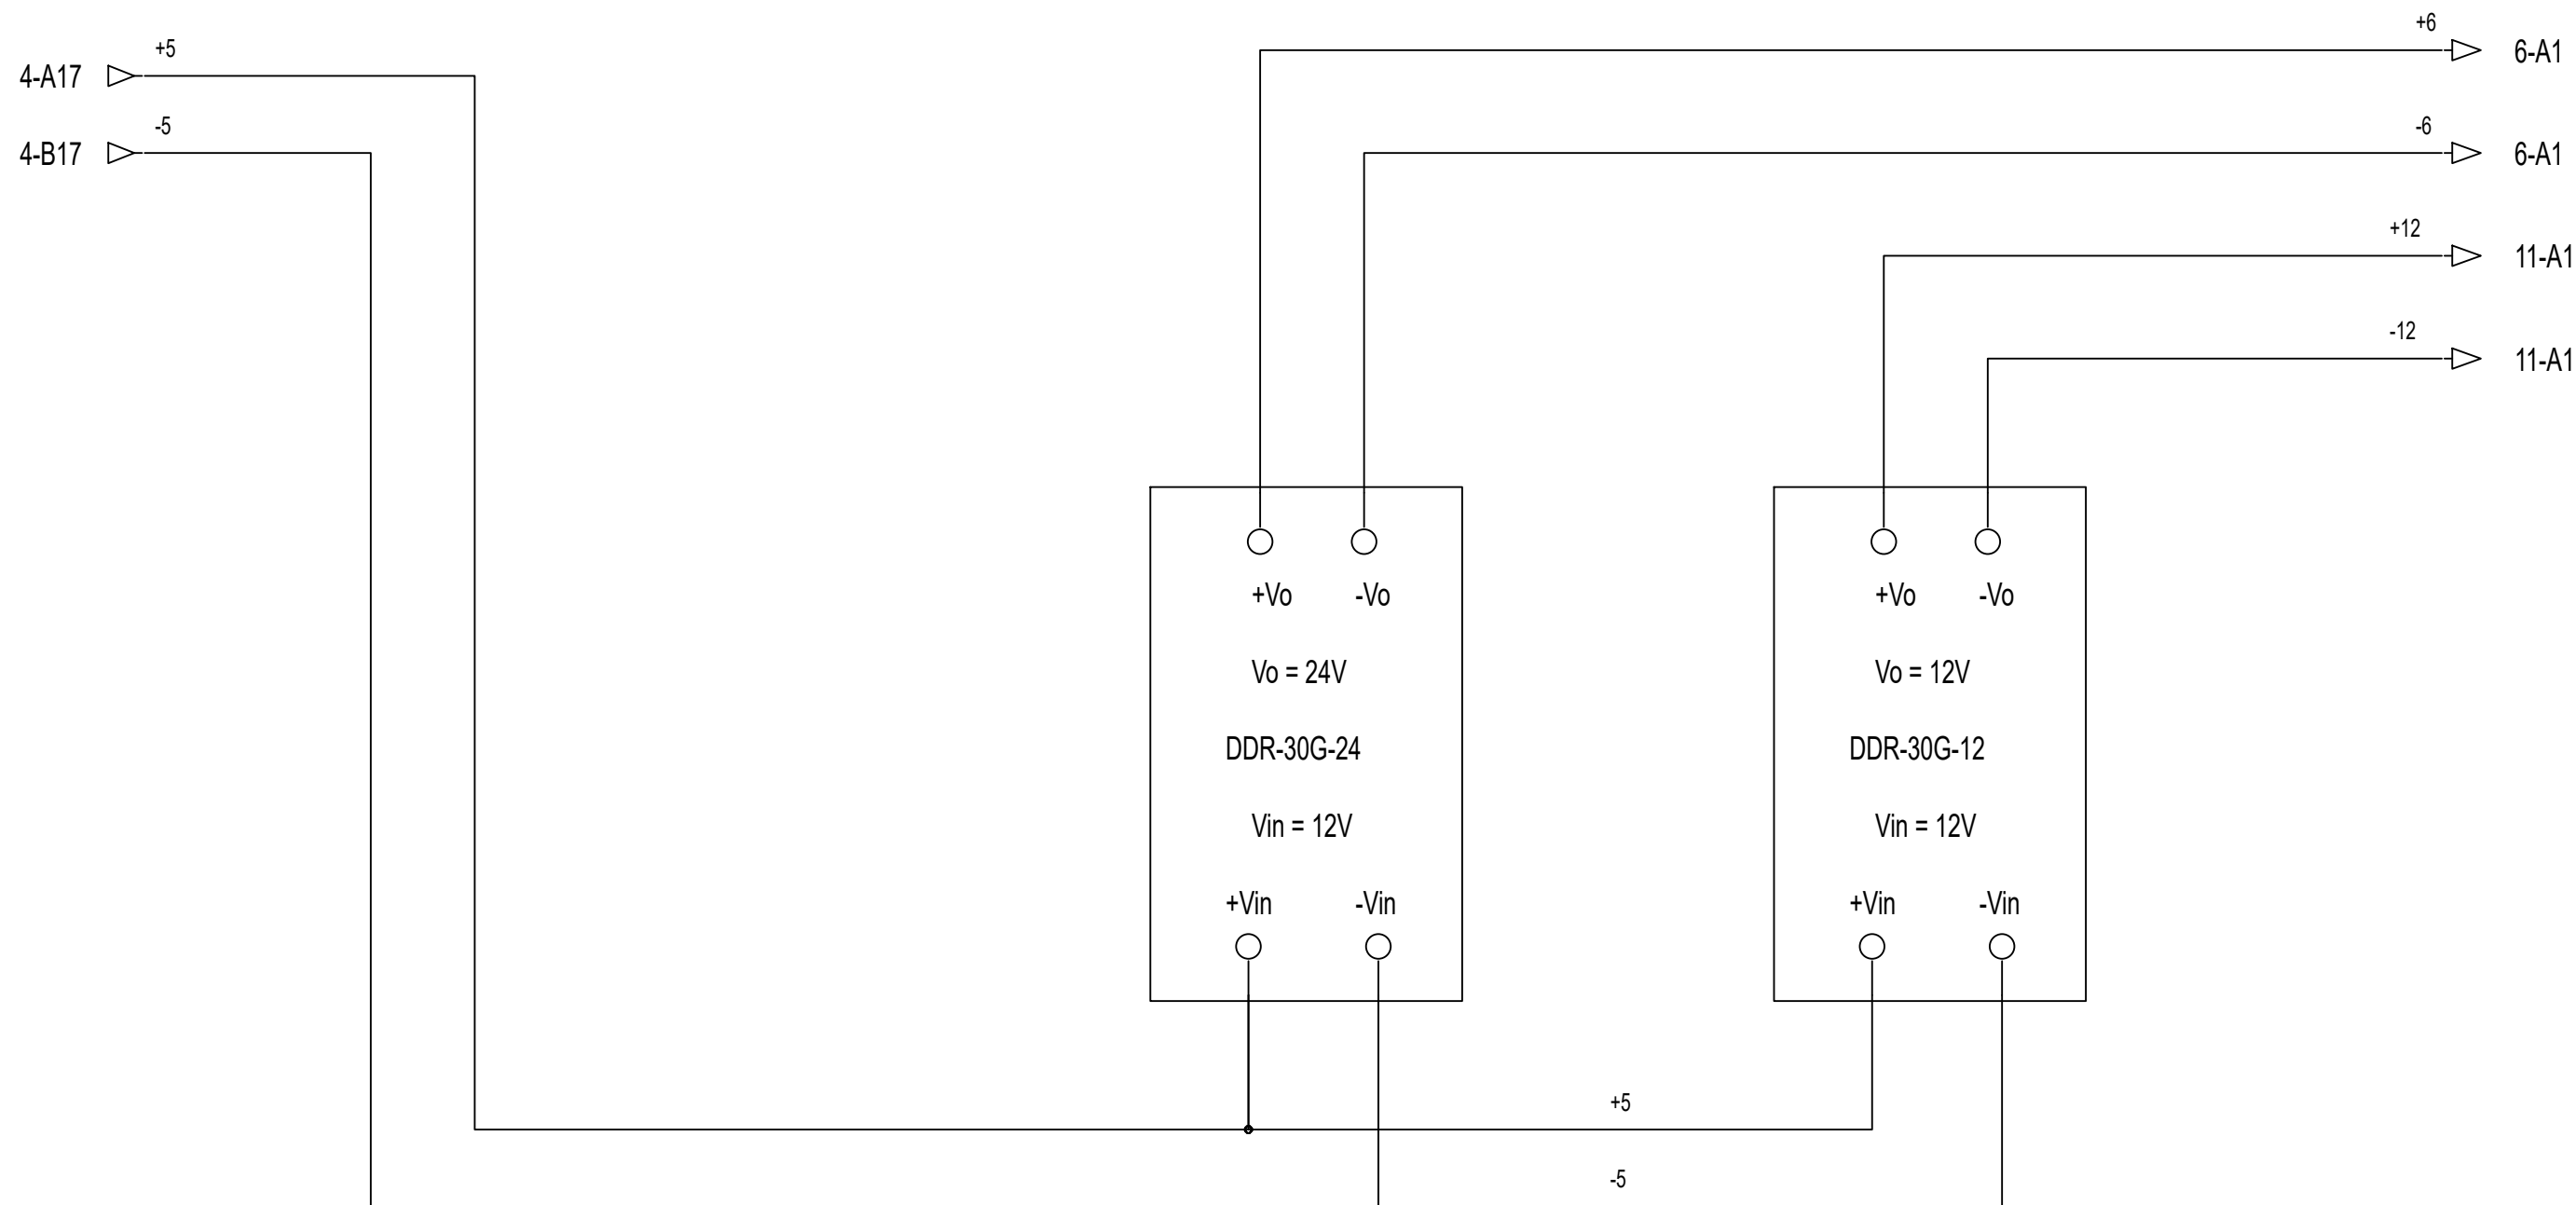 +6
6-A1
+5
4-A17
-5
4-B17
-6
6-A1
+12
11-A1
-12
11-A1
+Vo -Vo
Vo = 24V
DDR-30G-24
Vin = 12V
+Vin -Vin
+Vo -Vo
Vo = 12V
DDR-30G-12
Vin = 12V
+Vin -Vin
+5
-5